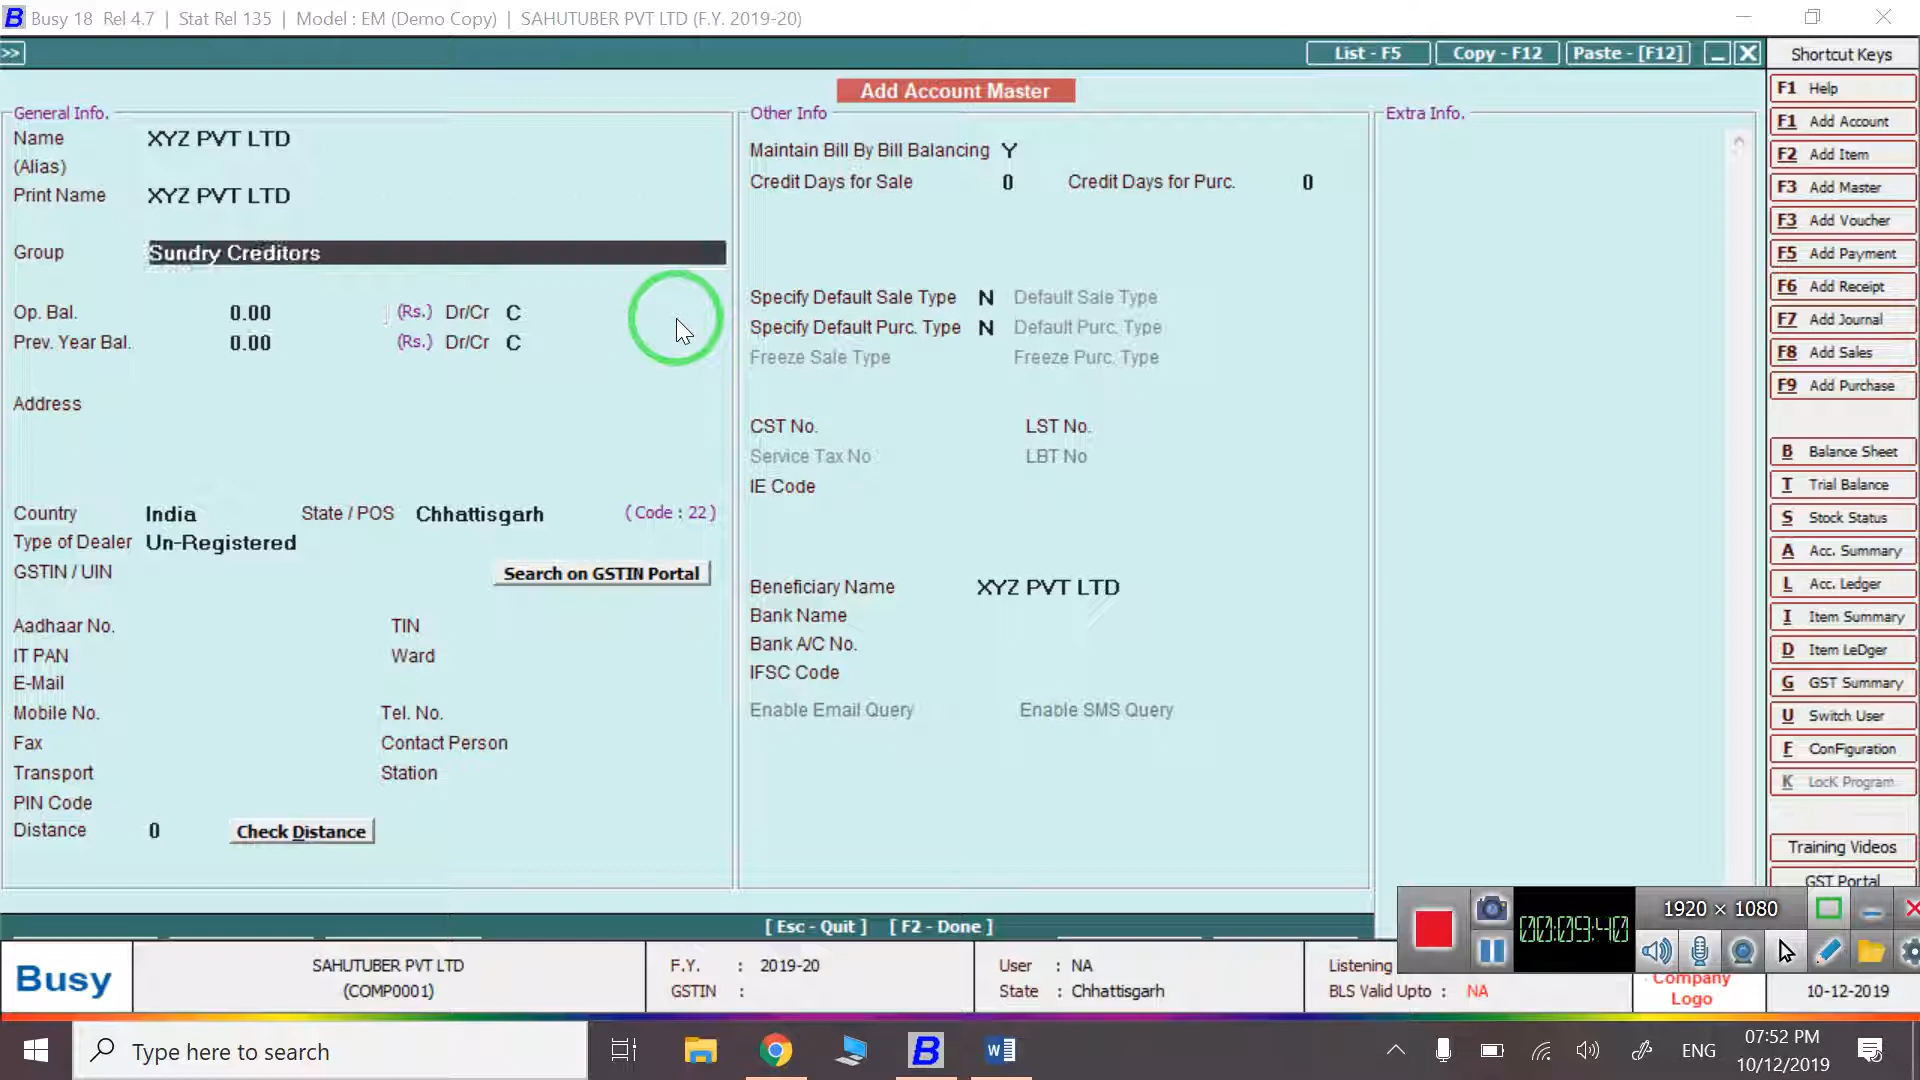 Busy 18 Rel 4.7 | Stat Rel 135 | Model : EM (Demo Copy) | SAHUTUBER PVT LTD (F.Y. 2019-20)
>> List - F5 Copy - F12 Paste - [F12]
Add Account Master
General Info.
Name XYZ PVT LTD
(Alias)
Print Name XYZ PVT LTD
Group Sundry Creditors
Op. Bal. 0.00 (Rs.) Dr/Cr C
Prev. Year Bal. 0.00 (Rs.) Dr/Cr C
Address
Country India State / POS Chhattisgarh ( Code : 22 )
Type of Dealer Un-Registered
GSTIN / UIN Search on GSTIN Portal
Aadhaar No. TIN
IT PAN Ward
E-Mail
Mobile No. Tel. No.
Fax Contact Person
Transport Station
PIN Code
Distance 0 Check Distance
Other Info
Maintain Bill By Bill Balancing Y
Credit Days for Sale 0 Credit Days for Purc. 0
Specify Default Sale Type N Default Sale Type
Specify Default Purc. Type N Default Purc. Type
Freeze Sale Type Freeze Purc. Type
CST No. LST No.
Service Tax No LBT No
IE Code
Beneficiary Name XYZ PVT LTD
Bank Name
Bank A/C No.
IFSC Code
Enable Email Query Enable SMS Query
Extra Info.
[ Esc - Quit ] [ F2 - Done ]
Shortcut Keys
F1 Help
F1 Add Account
F2 Add Item
F3 Add Master
F3 Add Voucher
F5 Add Payment
F6 Add Receipt
F7 Add Journal
F8 Add Sales
F9 Add Purchase
B Balance Sheet
T Trial Balance
S Stock Status
A Acc. Summary
L Acc. Ledger
I Item Summary
D Item LeDger
G GST Summary
U Switch User
F ConFiguration
K LocK Program
Training Videos
GST Portal
1920 × 1080
00:09:40
Busy
SAHUTUBER PVT LTD
(COMP0001)
F.Y. : 2019-20
GSTIN :
User : NA
State : Chhattisgarh
Listening
BLS Valid Upto : NA
Company
Logo
10-12-2019
Type here to search
ENG
07:52 PM
10/12/2019